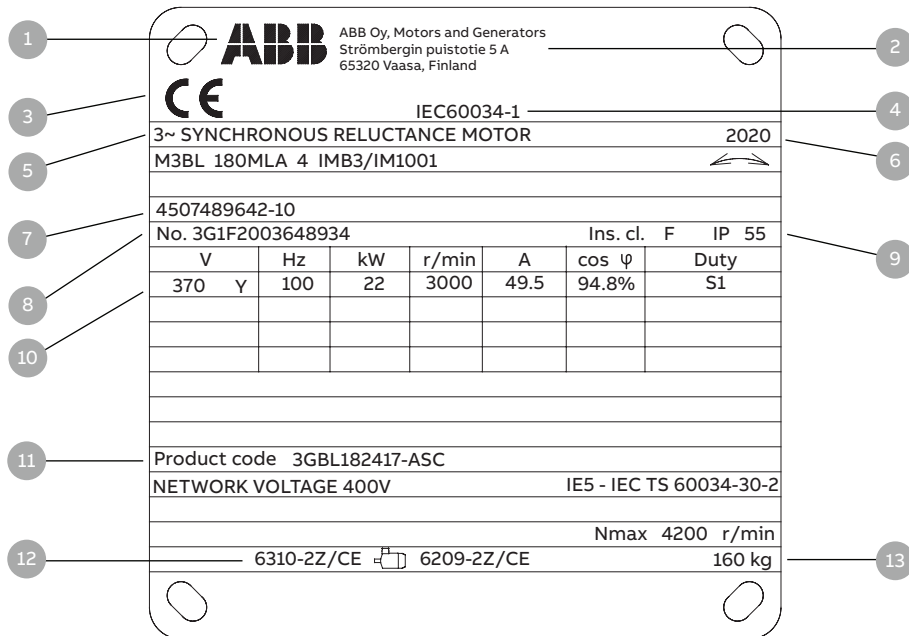 ABB
ABB Oy, Motors and Generators
Strömbergin puistotie 5 A
65320 Vaasa, Finland
CE
IEC60034-1
3~ SYNCHRONOUS RELUCTANCE MOTOR 2020
M3BL 180MLA 4 IMB3/IM1001
4507489642-10
No. 3G1F2003648934 Ins. cl. F IP 55
V Hz kW r/min A cos φ Duty
370 Y 100 22 3000 49.5 94.8% S1
Product code 3GBL182417-ASC
NETWORK VOLTAGE 400V IE5 - IEC TS 60034-30-2
Nmax 4200 r/min
6310-2Z/CE 6209-2Z/CE 160 kg
1
2
3
4
5
6
7
8
9
10
11
12
13